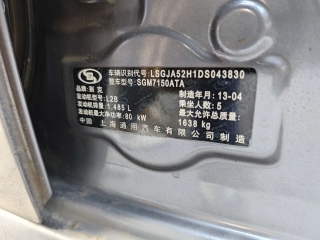 车辆识别代号: LSGJA52H1DS043830
整车型号: SGM7150ATA
品牌: 别克 制造年月: 13-04
发动机型号: L2B 乘坐人数: 5
发动机排量: 1.485 L 最大允许总质量:
发动机最大净功率: 80 kW 1638 kg
中国 上海通用汽车有限公司 制造